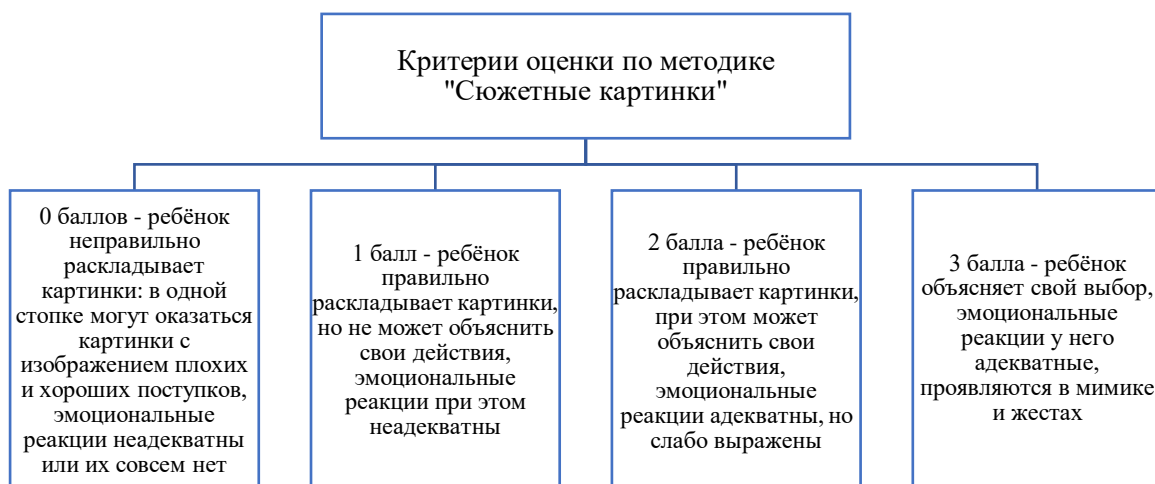 Критерии оценки по методике
"Сюжетные картинки"
0 баллов - ребёнок
неправильно
раскладывает
картинки: в одной
стопке могут оказаться
картинки с
изображением плохих
и хороших поступков,
эмоциональные
реакции неадекватны
или их совсем нет
1 балл - ребёнок
правильно
раскладывает картинки,
но не может объяснить
свои действия,
эмоциональные
реакции при этом
неадекватны
2 балла - ребёнок
правильно
раскладывает картинки,
при этом может
объяснить свои
действия,
эмоциональные
реакции адекватны, но
слабо выражены
3 балла - ребёнок
объясняет свой выбор,
эмоциональные
реакции у него
адекватные,
проявляются в мимике
и жестах